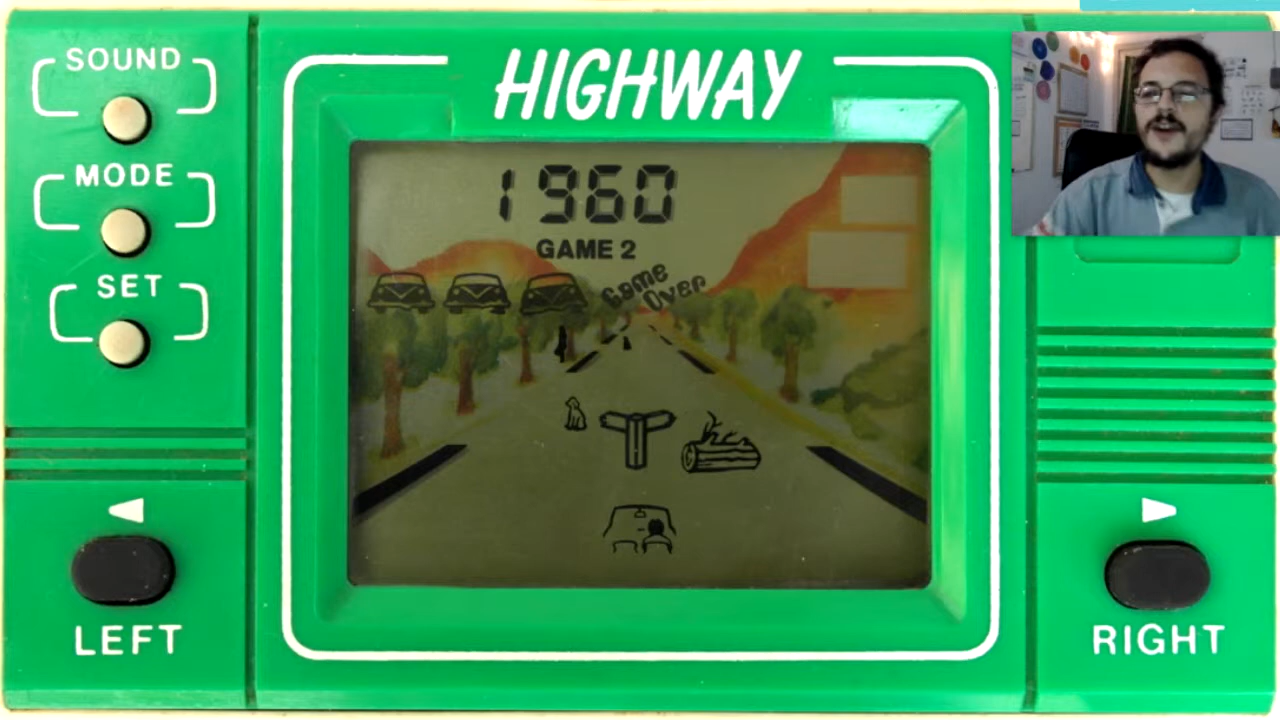 SOUND
HIGHWAY
MODE
1960
GAME 2
SET
Game
Over
LEFT
RIGHT